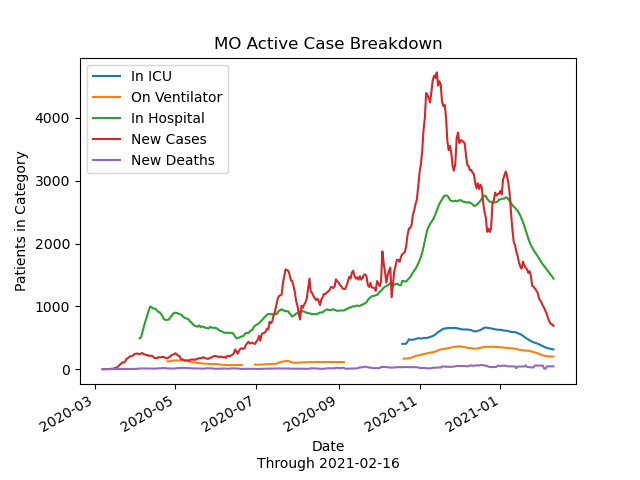 MO Active Case Breakdown
In ICU
On Ventilator
In Hospital
New Cases
New Deaths
Patients in Category
4000
3000
2000
1000
0
2020-03
2020-05
2020-07
2020-09
2020-11
2021-01
Date
Through 2021-02-16